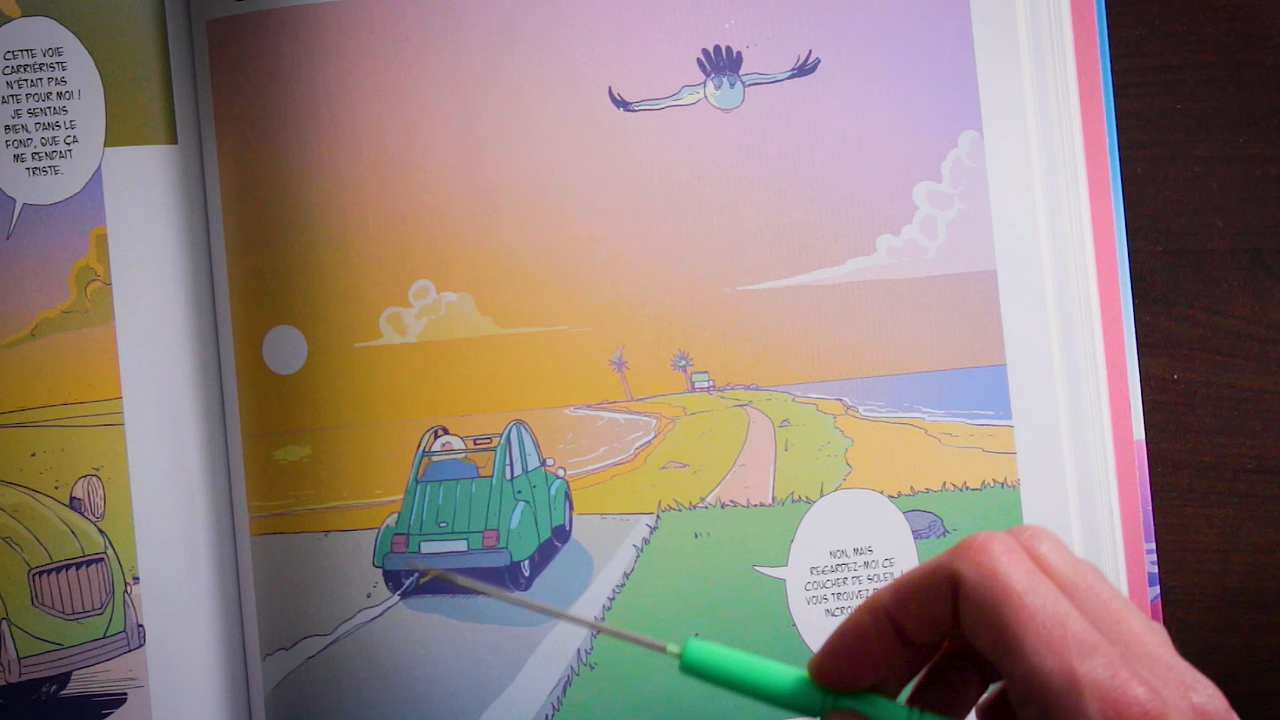 CETTE VOIE
CARRIÉRISTE
N'ÉTAIT PAS
POUR MOI !
JE SENTAIS
BIEN, DANS LE
FOND, QUE ÇA
ME RENDAIT
TRISTE.
NON, MAIS
REGARDEZ-MOI CE
COUCHER DE SOLEIL !
VOUS TROUVEZ